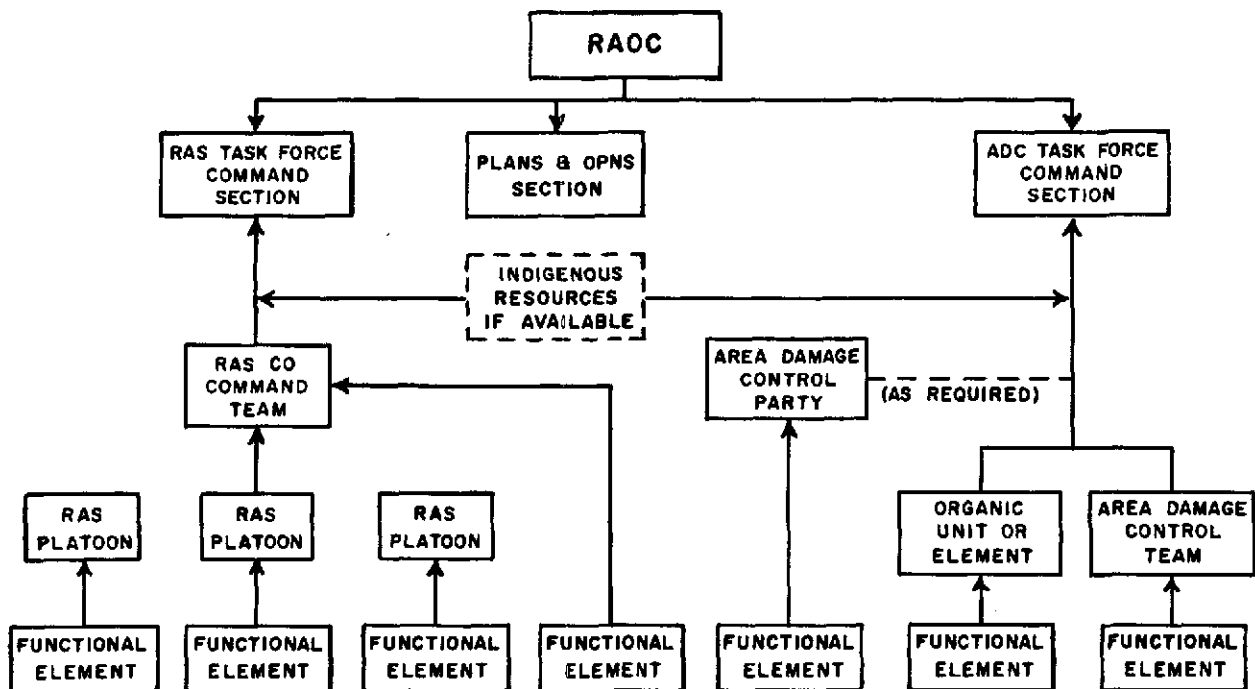 RAOC
RAS TASK FORCE
COMMAND
SECTION
PLANS & OPNS
SECTION
ADC TASK FORCE
COMMAND
SECTION
INDIGENOUS
RESOURCES
IF AVAILABLE
RAS CO
COMMAND
TEAM
AREA DAMAGE
CONTROL
PARTY
(AS REQUIRED)
RAS
PLATOON
RAS
PLATOON
RAS
PLATOON
ORGANIC
UNIT OR
ELEMENT
AREA DAMAGE
CONTROL
TEAM
FUNCTIONAL
ELEMENT
FUNCTIONAL
ELEMENT
FUNCTIONAL
ELEMENT
FUNCTIONAL
ELEMENT
FUNCTIONAL
ELEMENT
FUNCTIONAL
ELEMENT
FUNCTIONAL
ELEMENT